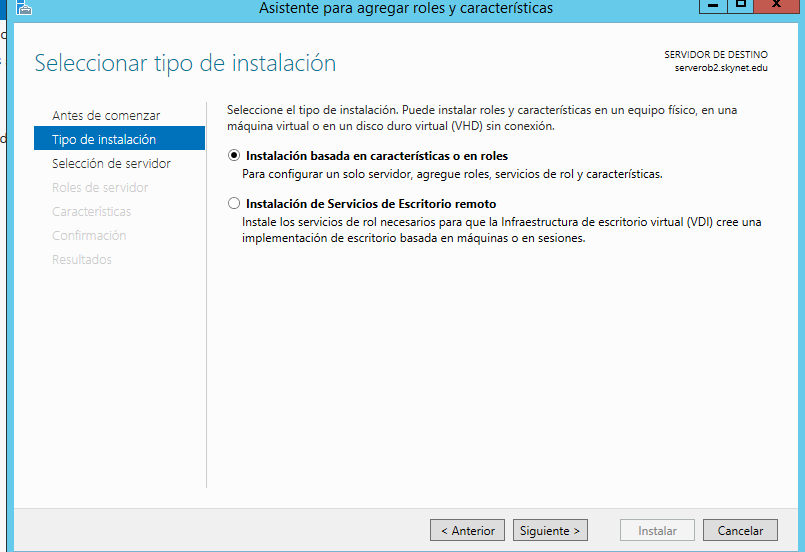 Asistente para agregar roles y características
Seleccionar tipo de instalación
SERVIDOR DE DESTINO
serverob2.skynet.edu
Antes de comenzar
Tipo de instalación
Selección de servidor
Roles de servidor
Características
Confirmación
Resultados
Seleccione el tipo de instalación. Puede instalar roles y características en un equipo físico, en una
máquina virtual o en un disco duro virtual (VHD) sin conexión.
Instalación basada en características o en roles
Para configurar un solo servidor, agregue roles, servicios de rol y características.
Instalación de Servicios de Escritorio remoto
Instale los servicios de rol necesarios para que la Infraestructura de escritorio virtual (VDI) cree una
implementación de escritorio basada en máquinas o en sesiones.
< Anterior
Siguiente >
Instalar
Cancelar